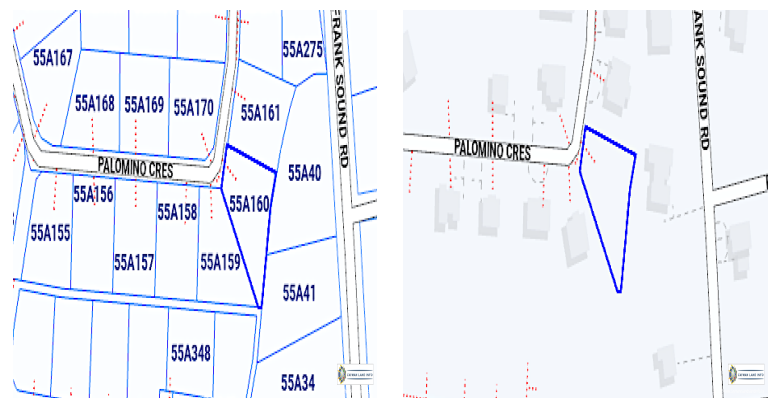 55A275
55A167
FRANK SOUND RD
55A168
55A169
55A170
55A161
PALOMINO CRES
55A40
55A156
55A160
55A158
55A155
55A157
55A159
55A41
55A348
55A34
ANK SOUND RD
PALOMINO CRES